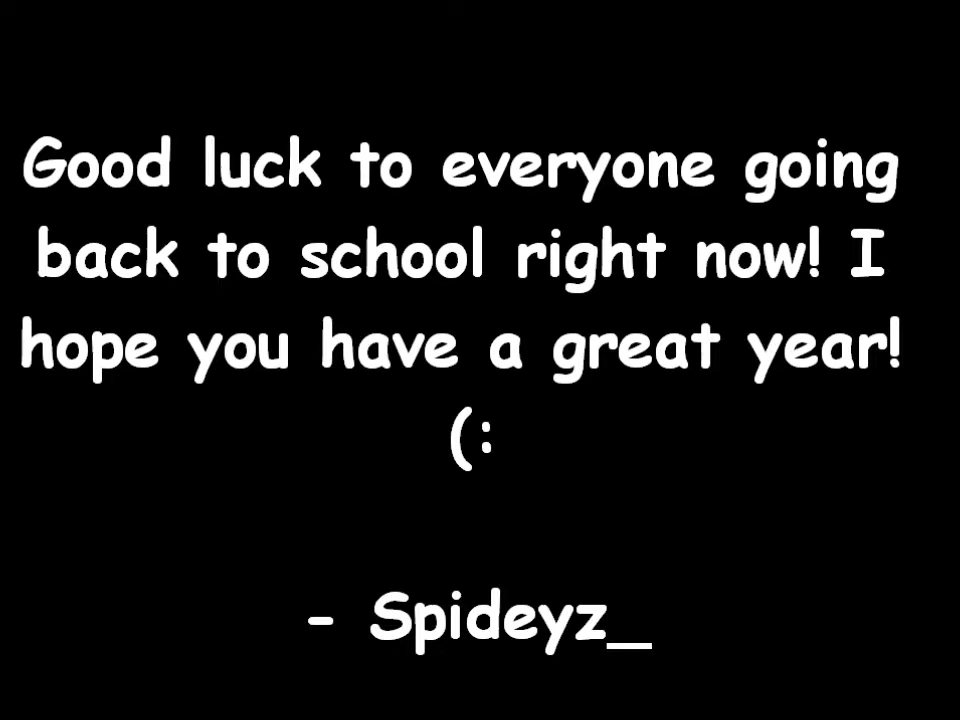 Good luck to everyone going
back to school right now! I
hope you have a great year!
(:
- Spideyz_